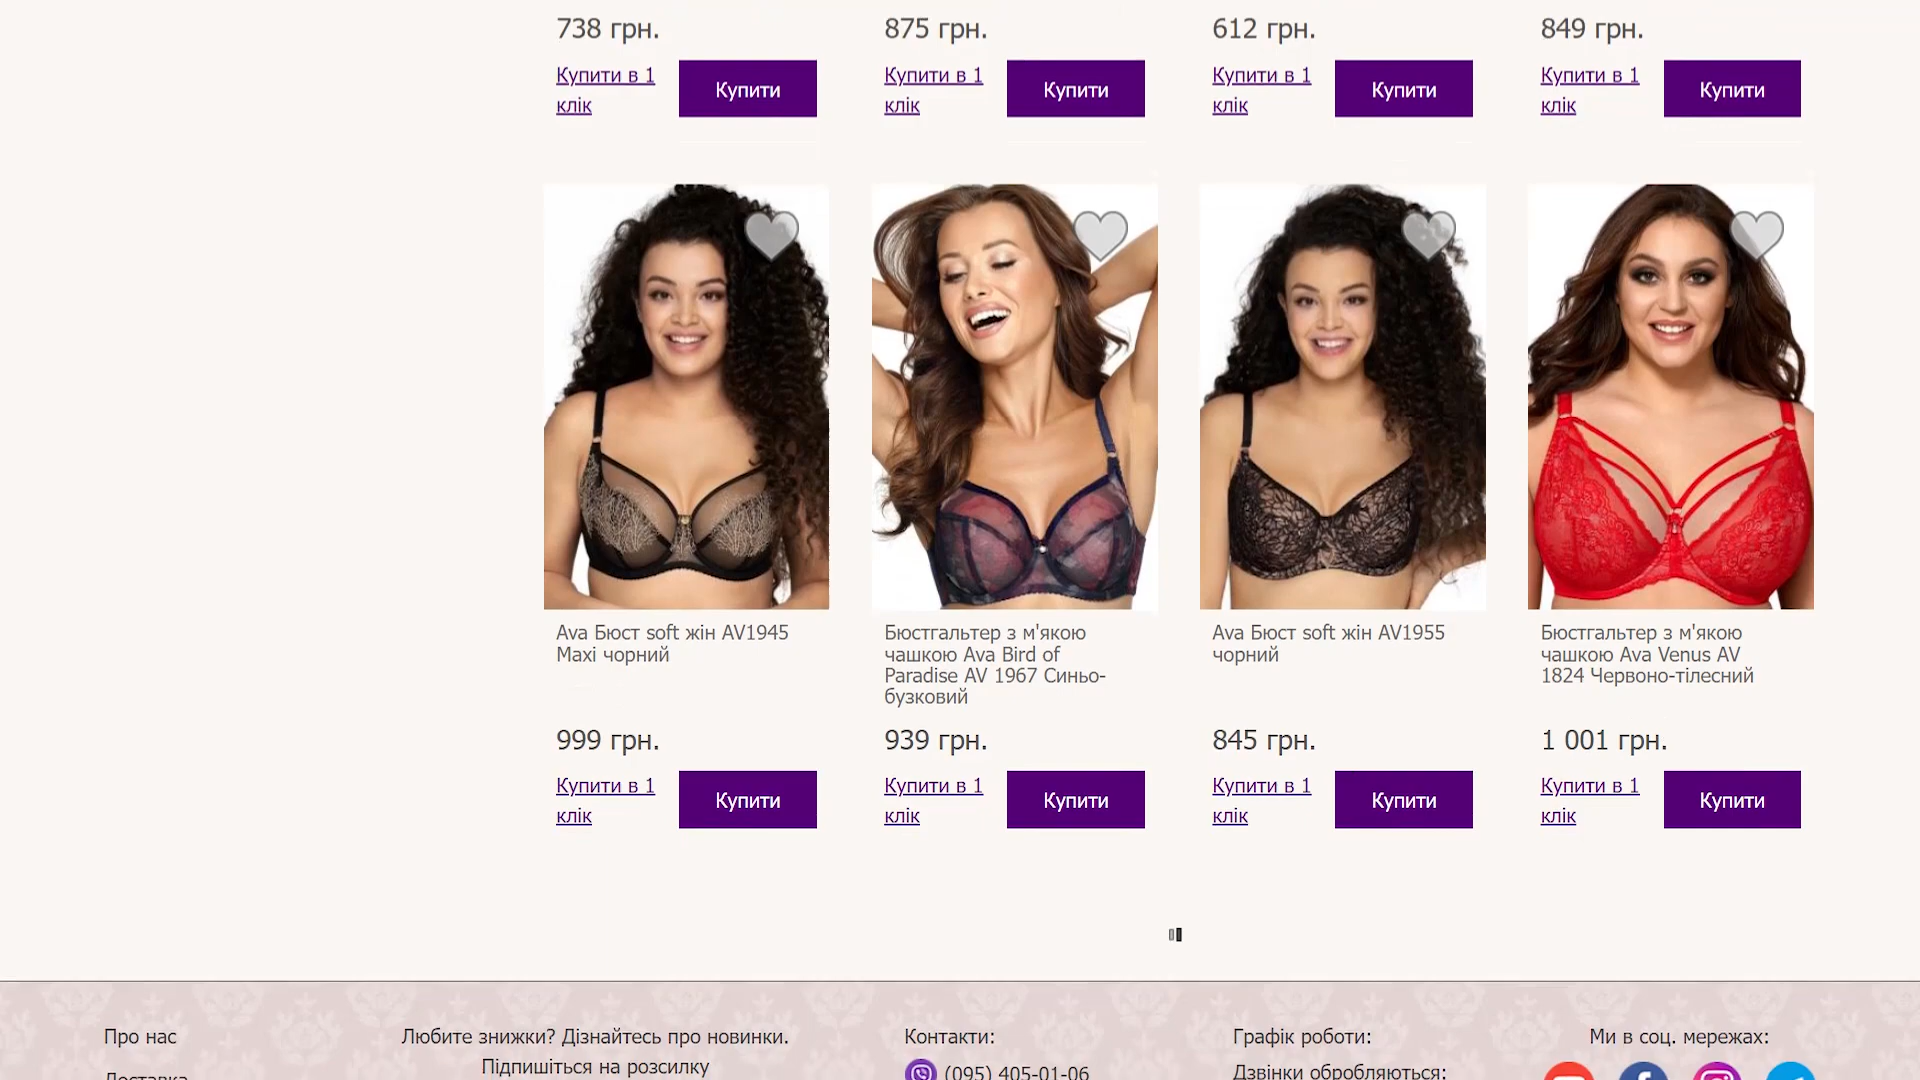 738 грн.
875 грн.
612 грн.
849 грн.
Купити в 1
клік
Купити
Купити в 1
клік
Купити
Купити в 1
клік
Купити
Купити в 1
клік
Купити
Ava Бюст soft жін AV1945
Maxi чорний
Бюстгальтер з м'якою
чашкою Ava Bird of
Paradise AV 1967 Синьо-
бузковий
Ava Бюст soft жін AV1955
чорний
Бюстгальтер з м'якою
чашкою Ava Venus AV
1824 Червоно-тілесний
999 грн.
939 грн.
845 грн.
1 001 грн.
Купити в 1
клік
Купити
Купити в 1
клік
Купити
Купити в 1
клік
Купити
Купити в 1
клік
Купити
Про нас
Доставка
Любите знижки? Дізнайтесь про новинки.
Підпишіться на розсилку
Контакти:
(095) 405-01-06
Графік роботи:
Дзвінки обробляються:
Ми в соц. мережах: